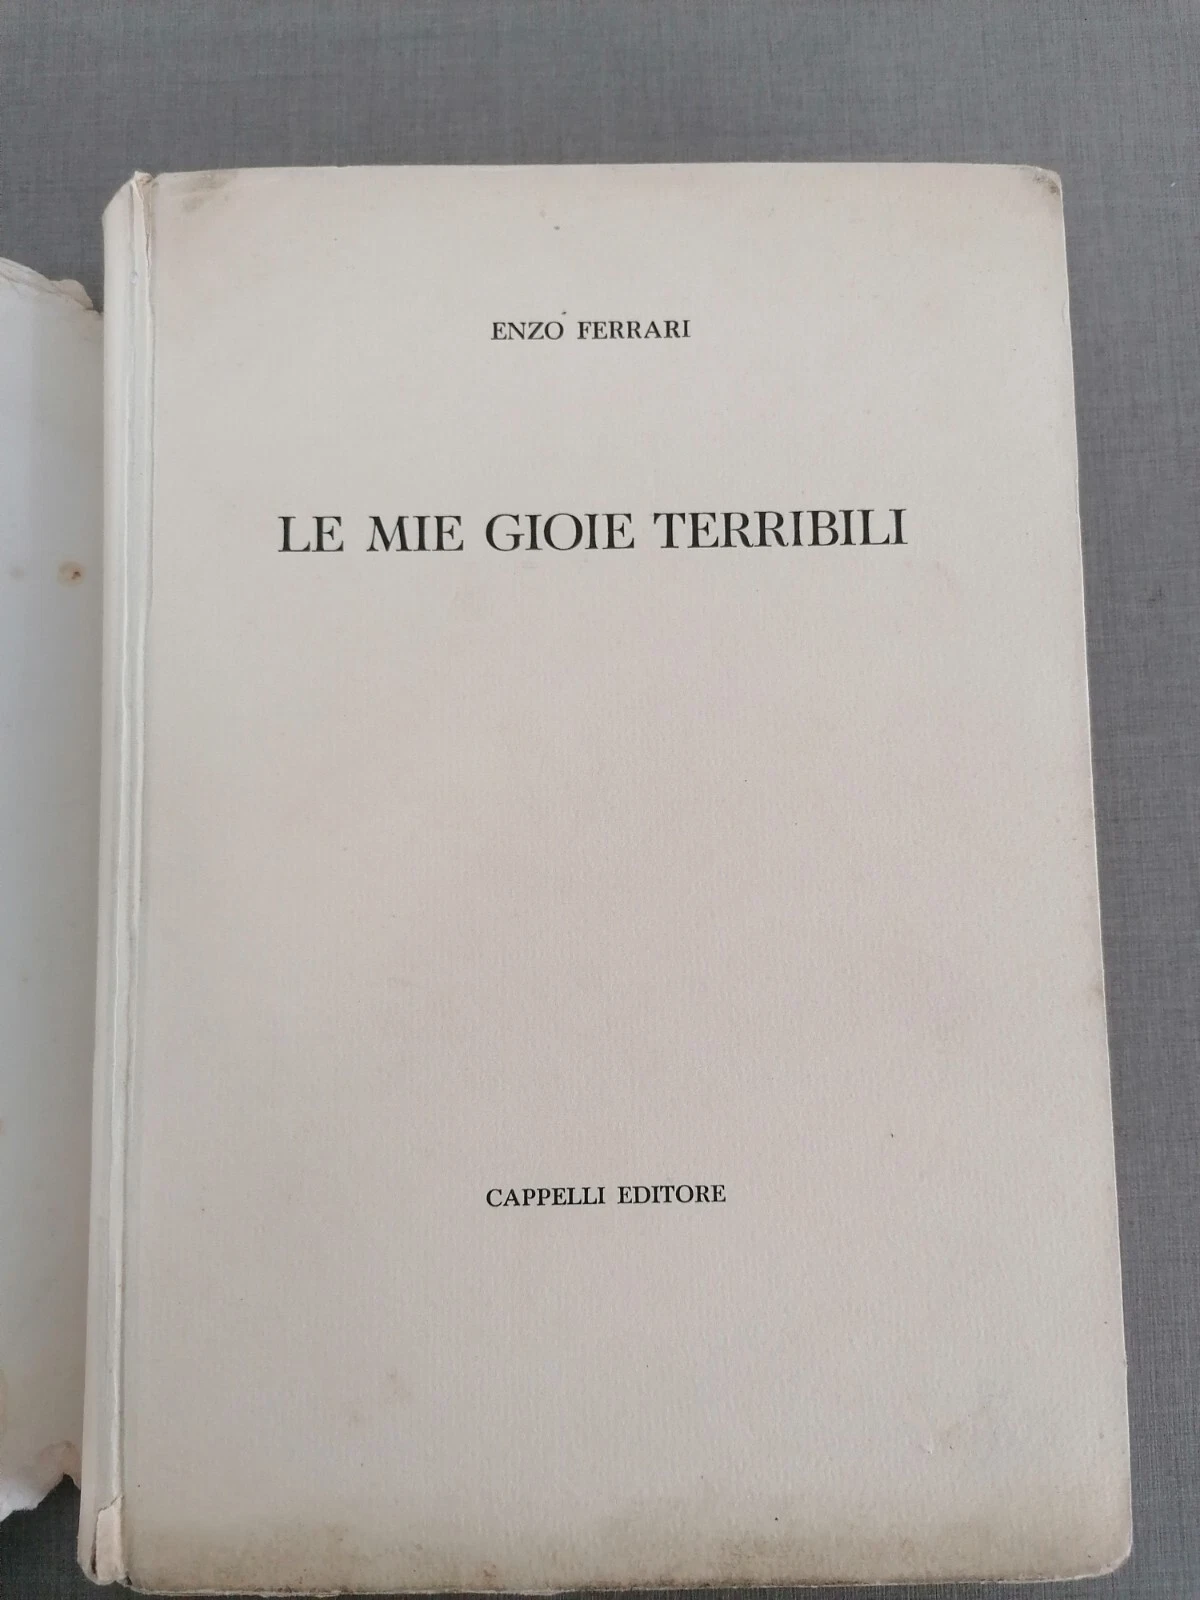 ENZO FERRARI
LE MIE GIOIE TERRIBILI
CAPPELLI EDITORE